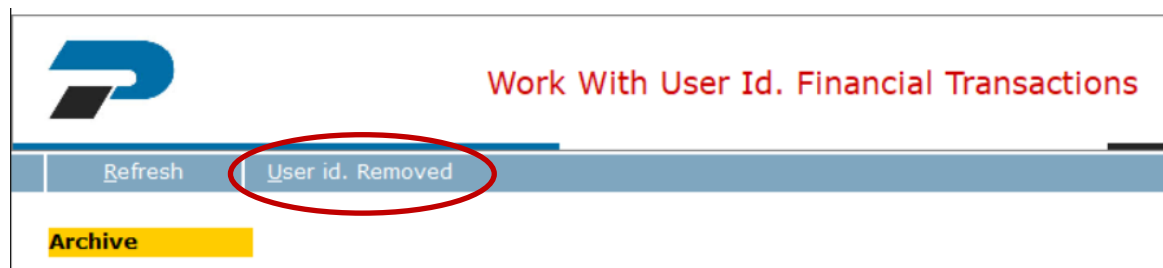 Work With User Id. Financial Transactions
Refresh User id. Removed
Archive